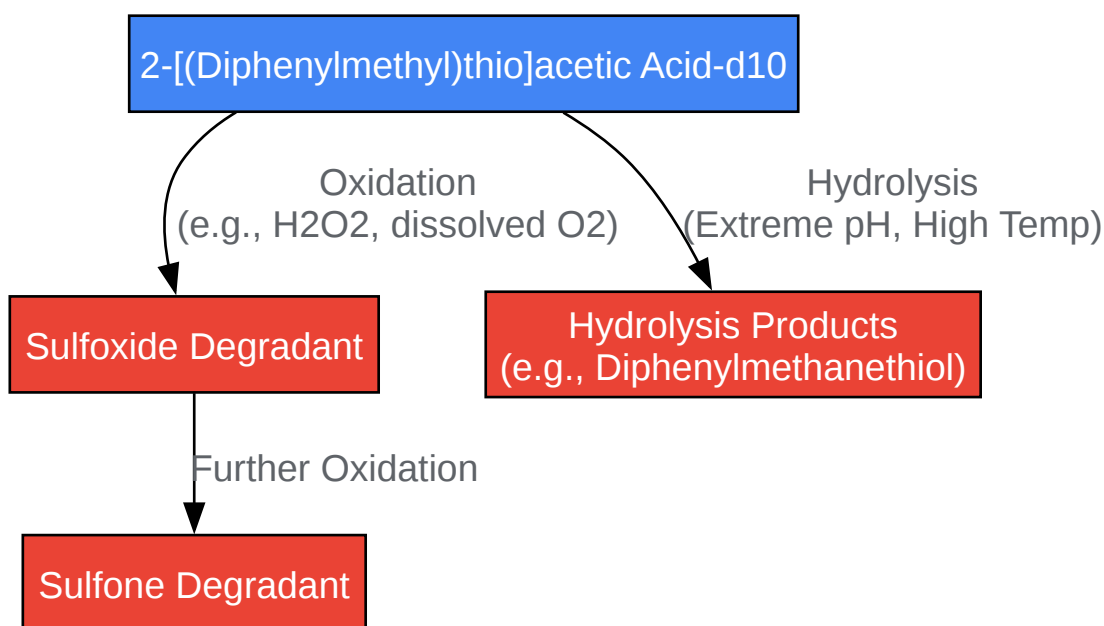 2-[(Diphenylmethyl)thio]acetic Acid-d10
Oxidation
(e.g., H2O2, dissolved O2)
Hydrolysis
(Extreme pH, High Temp)
Sulfoxide Degradant
Hydrolysis Products
(e.g., Diphenylmethanethiol)
Further Oxidation
Sulfone Degradant